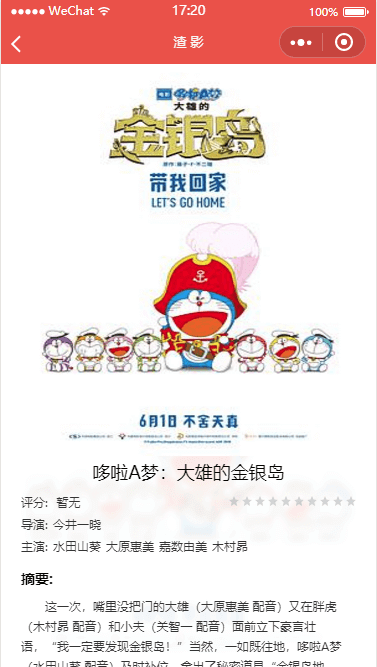 WeChat
17:20
100%
渣影
哆啦A梦
大雄的
金银岛
原作：藤子·F·不二雄
带我回家
LET'S GO HOME
6月1日 不舍天真
哆啦A梦：大雄的金银岛
评分: 暂无
导演: 今井一晓
主演: 水田山葵 大原惠美 嘉数由美 木村昴
摘要:
这一次，嘴里没把门的大雄（大原惠美 配音）又在胖虎
（木村昴 配音）和小夫（关智一 配音）面前立下豪言壮
语，“我一定要发现金银岛！”当然，一如既往地，哆啦A梦
（水田山葵 配音）及时补位，拿出了秘密道具“金银岛地